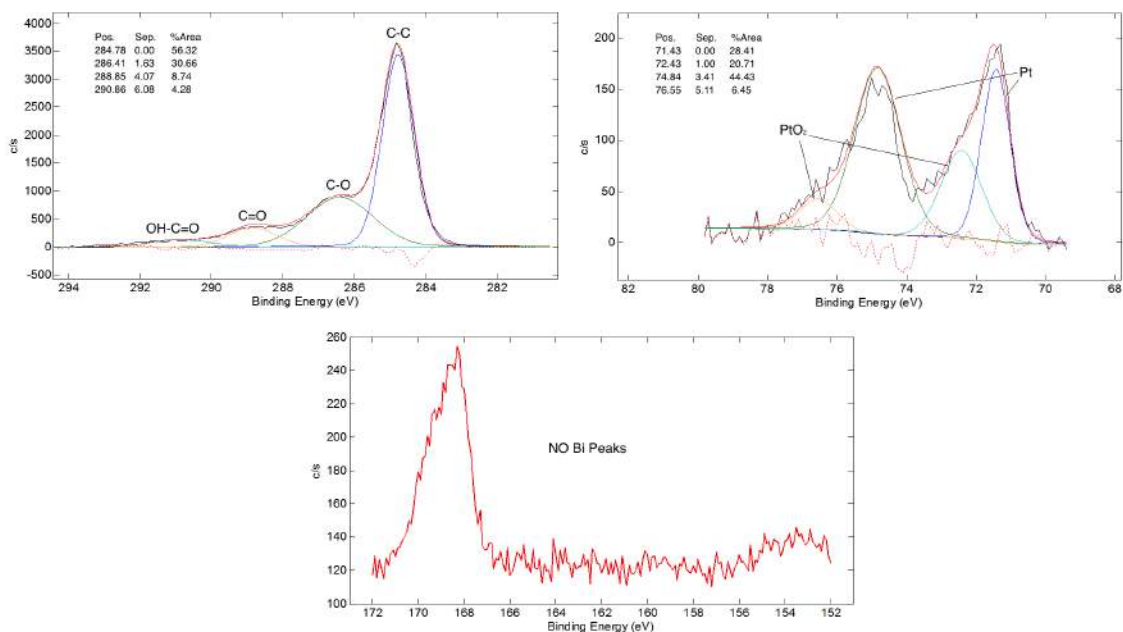 4000
3500
3000
2500
2000
1500
1000
500
0
-500
c/s
Pos. Sep. %Area
284.78 0.00 56.32
286.41 1.63 30.66
288.85 4.07 8.74
290.86 6.08 4.28
C-C
C-O
C=O
OH-C=O
294 292 290 288 286 284 282
Binding Energy (eV)
200
150
100
50
0
c/s
Pos. Sep. %Area
71.43 0.00 28.41
72.43 1.00 20.71
74.84 3.41 44.43
76.55 5.11 6.45
Pt
PtO₂
82 80 78 76 74 72 70 68
Binding Energy (eV)
260
240
220
200
180
160
140
120
100
c/s
NO Bi Peaks
172 170 168 166 164 162 160 158 156 154 152
Binding Energy (eV)